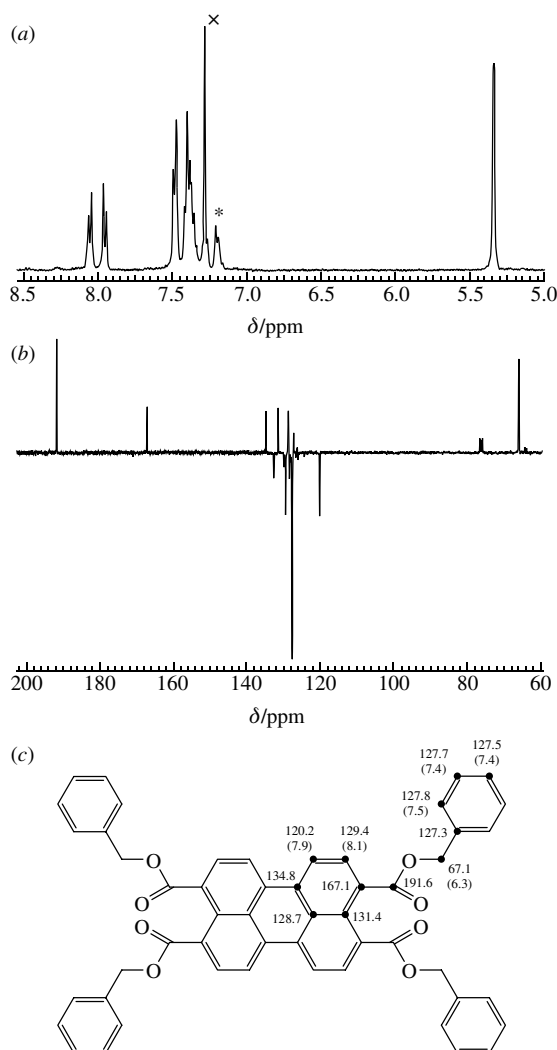 (a)
×
*
8.5 8.0 7.5 7.0 6.5 6.0 5.5 5.0
δ/ppm
(b)
200 180 160 140 120 100 80 60
δ/ppm
(c)
127.7 (7.4)
127.5 (7.4)
127.8 (7.5)
127.3
120.2 (7.9)
129.4 (8.1)
O
O
67.1 (6.3)
134.8
167.1
191.6
O
O
128.7
131.4
O
O
O
O